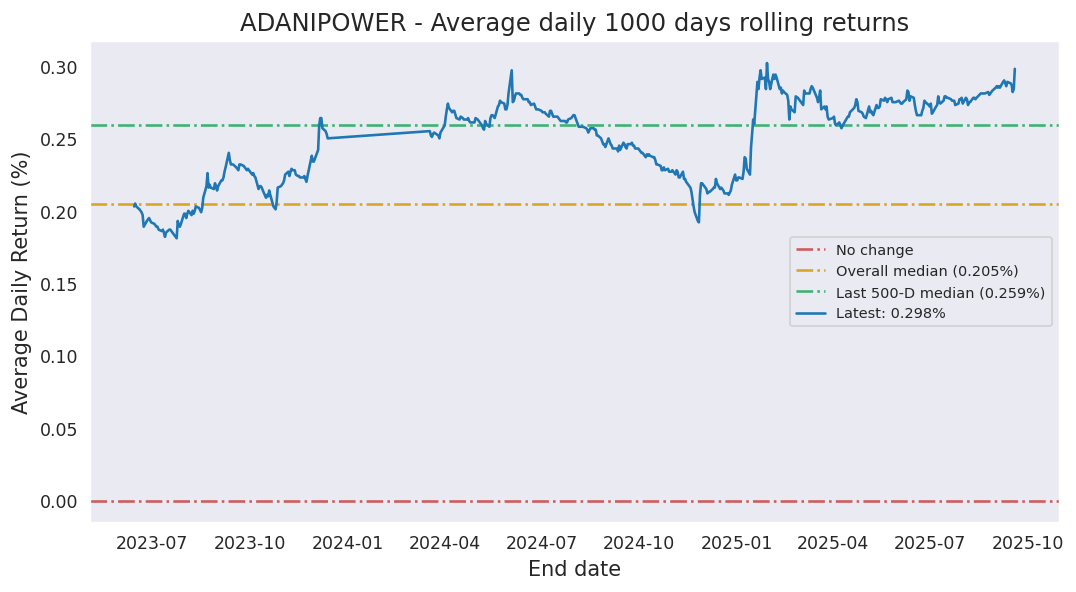 ADANIPOWER - Average daily 1000 days rolling returns
Average Daily Return (%)
0.30
0.25
0.20
0.15
0.10
0.05
0.00
No change
Overall median (0.205%)
Last 500-D median (0.259%)
Latest: 0.298%
2023-07 2023-10 2024-01 2024-04 2024-07 2024-10 2025-01 2025-04 2025-07 2025-10
End date